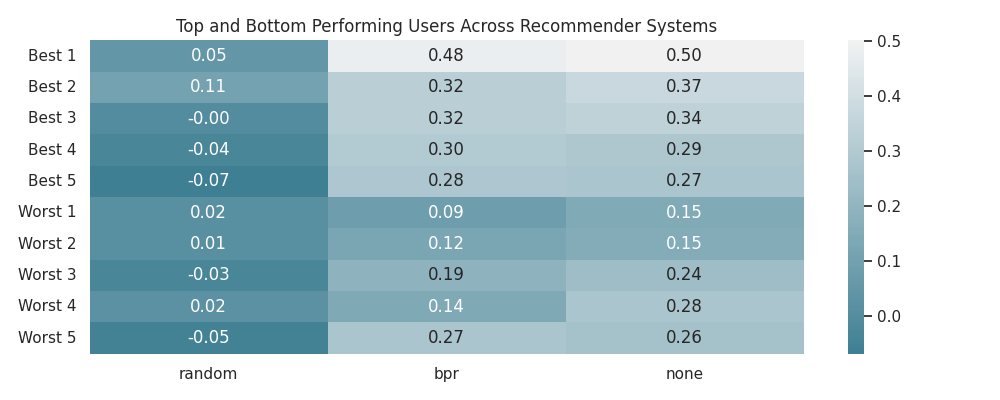 Top and Bottom Performing Users Across Recommender Systems
Best 1 0.05 0.48 0.50
Best 2 0.11 0.32 0.37
Best 3 -0.00 0.32 0.34
Best 4 -0.04 0.30 0.29
Best 5 -0.07 0.28 0.27
Worst 1 0.02 0.09 0.15
Worst 2 0.01 0.12 0.15
Worst 3 -0.03 0.19 0.24
Worst 4 0.02 0.14 0.28
Worst 5 -0.05 0.27 0.26
random bpr none
0.5
0.4
0.3
0.2
0.1
0.0